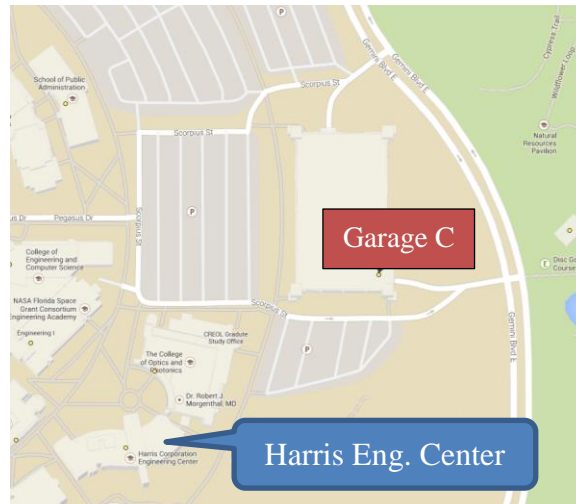 P
Scorpius St
Gemini Blvd E
Gemini Blvd E
Cypress Trail
Wildflower Loop
School of Public
Administration
Scorpius St
Natural
Resources
Pavilion
P
Scorpius St
us Dr
Pegasus Dr
Garage C
College of
Engineering and
Computer Science
Disc Go
Course
NASA Florida Space
Grant Consortium
Engineering Academy
Scorpius St
Engineering I
CREOL Gradute
Study Office
The College
of Optics and
Photonics
P
Gemini Blvd E
Dr. Robert J.
Morgenthal, MD
Harris Corporation
Engineering Center
Harris Eng. Center